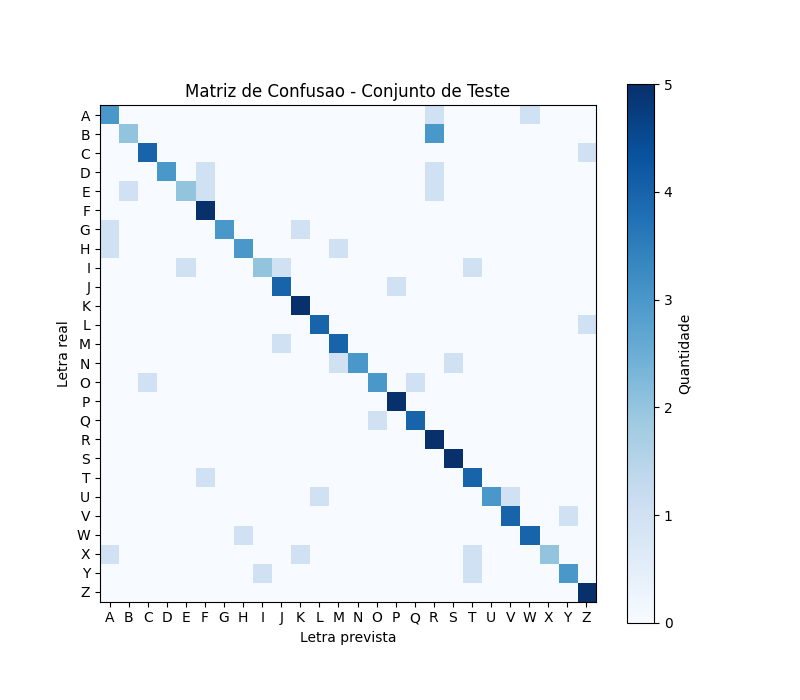 Matriz de Confusao - Conjunto de Teste
Letra real
A
B
C
D
E
F
G
H
I
J
K
L
M
N
O
P
Q
R
S
T
U
V
W
X
Y
Z
A B C D E F G H I J K L M N O P Q R S T U V W X Y Z
Letra prevista
5
4
3
2
1
0
Quantidade